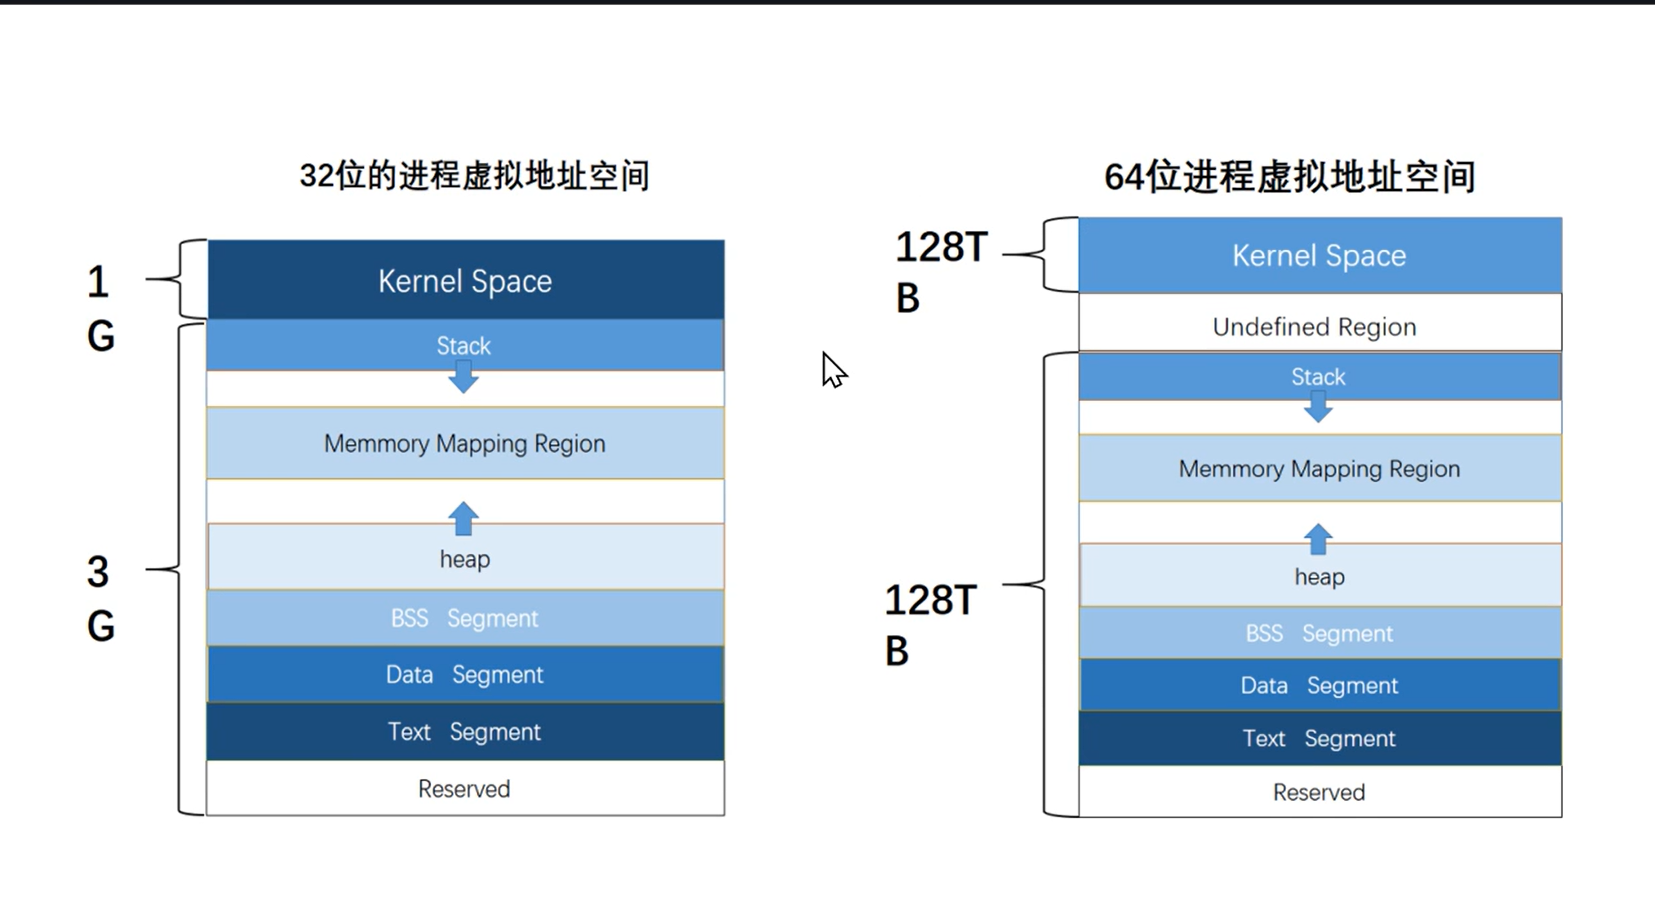 32位的进程虚拟地址空间
1
G
Kernel Space
Stack
Memmory Mapping Region
3
G
heap
BSS Segment
Data Segment
Text Segment
Reserved
64位进程虚拟地址空间
128T
B
Kernel Space
Undefined Region
Stack
Memmory Mapping Region
128T
B
heap
BSS Segment
Data Segment
Text Segment
Reserved